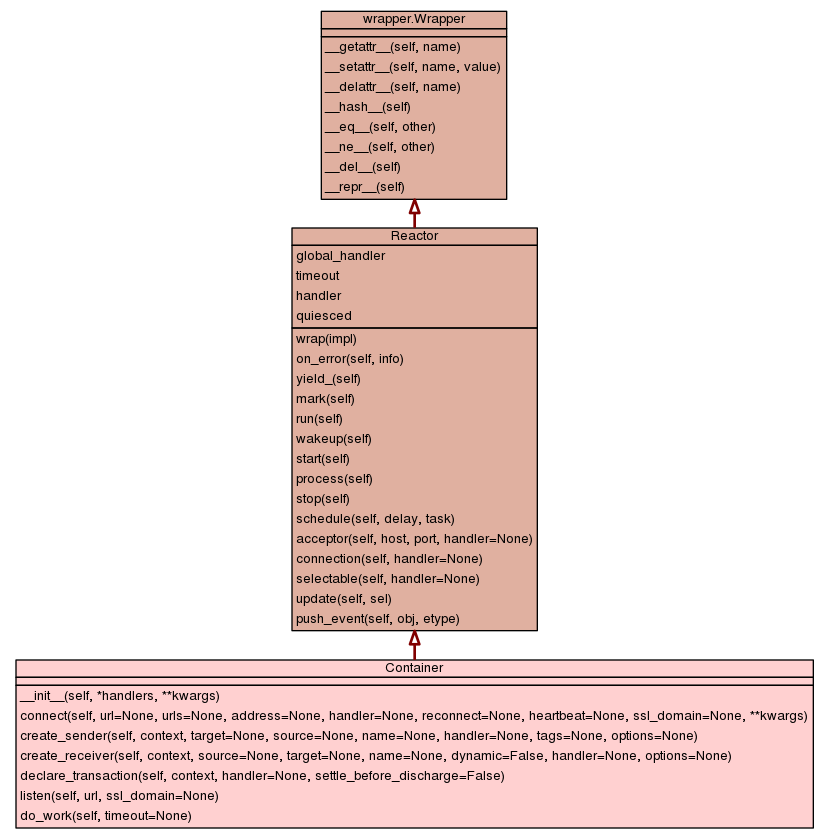 wrapper.Wrapper
__getattr__(self, name)
__setattr__(self, name, value)
__delattr__(self, name)
__hash__(self)
__eq__(self, other)
__ne__(self, other)
__del__(self)
__repr__(self)
Reactor
global_handler
timeout
handler
quiesced
wrap(impl)
on_error(self, info)
yield_(self)
mark(self)
run(self)
wakeup(self)
start(self)
process(self)
stop(self)
schedule(self, delay, task)
acceptor(self, host, port, handler=None)
connection(self, handler=None)
selectable(self, handler=None)
update(self, sel)
push_event(self, obj, etype)
Container
__init__(self, *handlers, **kwargs)
connect(self, url=None, urls=None, address=None, handler=None, reconnect=None, heartbeat=None, ssl_domain=None, **kwargs)
create_sender(self, context, target=None, source=None, name=None, handler=None, tags=None, options=None)
create_receiver(self, context, source=None, target=None, name=None, dynamic=False, handler=None, options=None)
declare_transaction(self, context, handler=None, settle_before_discharge=False)
listen(self, url, ssl_domain=None)
do_work(self, timeout=None)